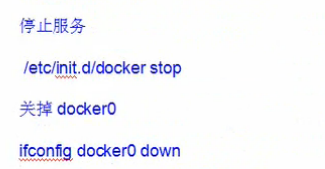 停止服务
/etc/init.d/docker stop
关掉 docker0
ifconfig docker0 down